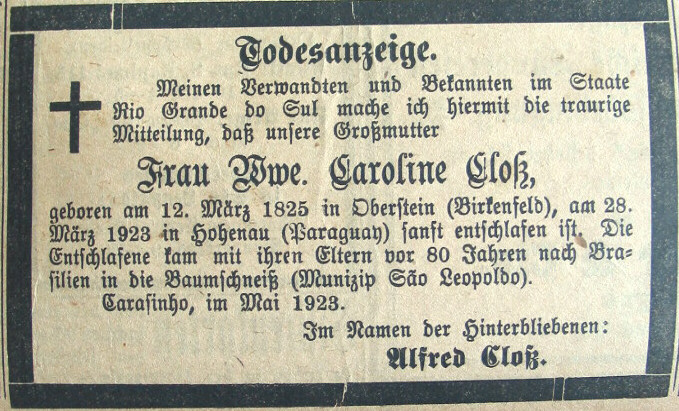 Todesanzeige.
Meinen Verwandten und Bekannten im Staate
Rio Grande do Sul mache ich hiermit die traurige
Mitteilung, daß unsere Großmutter
Frau Wwe. Caroline Cloß,
geboren am 12. März 1825 in Oberstein (Birkenfeld), am 28.
März 1923 in Hohenau (Paraguay) sanft entschlafen ist. Die
Entschlafene kam mit ihren Eltern vor 80 Jahren nach Bra-
silien in die Baumschneiß (Munizip São Leopoldo).
Carasinho, im Mai 1923.
Im Namen der Hinterbliebenen:
Alfred Cloß.